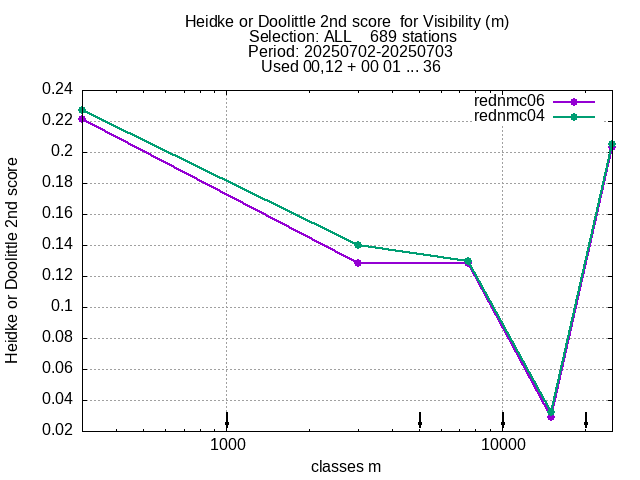 Heidke or Doolittle 2nd score  for Visibility (m)
Selection: ALL    689 stations
Period: 20250702-20250703
Used 00,12 + 00 01 ... 36
rednmc06
rednmc04
0.24
0.22
0.2
0.18
0.16
0.14
0.12
0.1
0.08
0.06
0.04
0.02
Heidke or Doolittle 2nd score
1000
10000
classes m